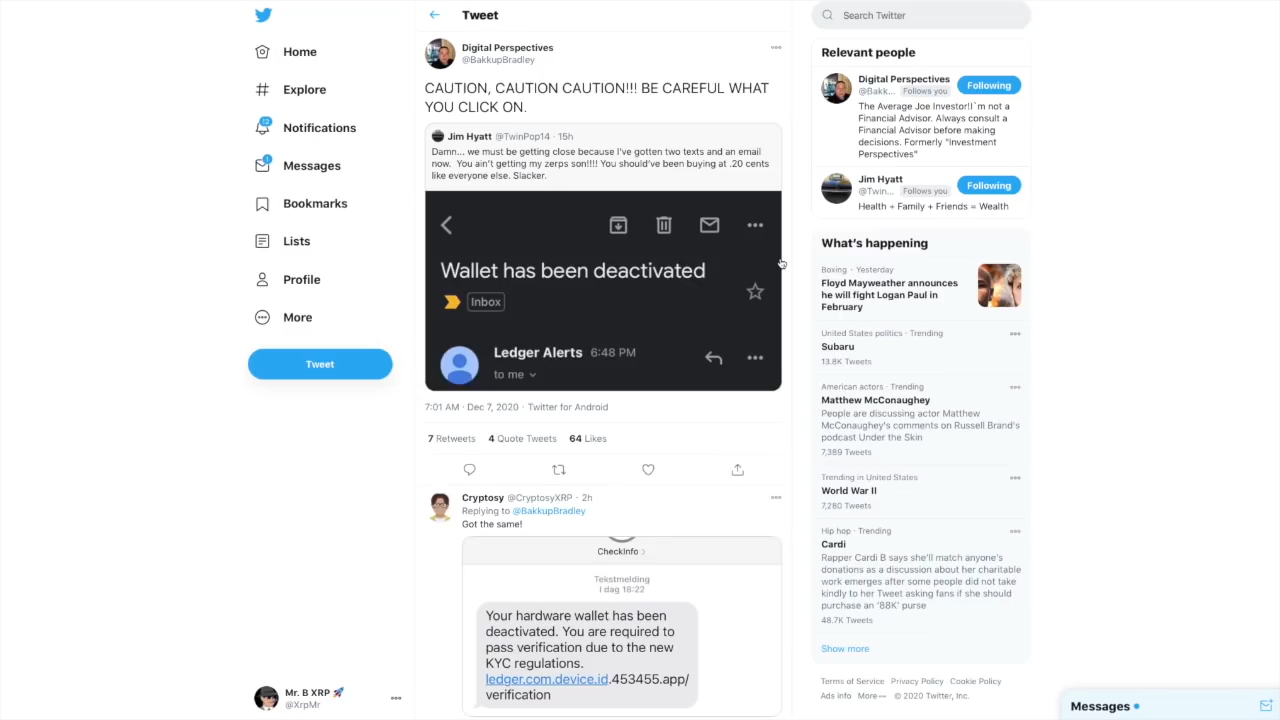 Home
Explore
12
Notifications
1
Messages
Bookmarks
Lists
Profile
More
Tweet
Mr. B XRP 🚀
@XrpMr
Tweet
Digital Perspectives
@BakkupBradley
CAUTION, CAUTION CAUTION!!! BE CAREFUL WHAT
YOU CLICK ON.
Jim Hyatt @TwinPop14 · 15h
Damn... we must be getting close because I've gotten two texts and an email
now. You ain't getting my zerps son!!!! You should've been buying at .20 cents
like everyone else. Slacker.
Wallet has been deactivated
Inbox
Ledger Alerts 6:48 PM
to me
7:01 AM · Dec 7, 2020 · Twitter for Android
7 Retweets 4 Quote Tweets 64 Likes
Cryptosy @CryptosyXRP · 2h
Replying to @BakkupBradley
Got the same!
CheckInfo
Tekstmelding
I dag 18:22
Your hardware wallet has been
deactivated. You are required to
pass verification due to the new
KYC regulations.
ledger.com.device.id.453455.app/
verification
Search Twitter
Relevant people
Digital Perspectives
@Bakk... Follows you
Following
The Average Joe Investor!I`m not a
Financial Advisor. Always consult a
Financial Advisor before making
decisions. Formerly "Investment
Perspectives"
Jim Hyatt
@Twin... Follows you
Following
Health + Family + Friends = Wealth
What's happening
Boxing · Yesterday
Floyd Mayweather announces
he will fight Logan Paul in
February
United States politics · Trending
Subaru
13.8K Tweets
American actors · Trending
Matthew McConaughey
People are discussing actor Matthew
McConaughey's comments on Russell Brand's
podcast Under the Skin
7,389 Tweets
Trending in United States
World War II
7,280 Tweets
Hip hop · Trending
Cardi
Rapper Cardi B says she'll match anyone's
donations as a discussion about her charitable
work emerges after some people did not take
kindly to her Tweet asking fans if she should
purchase an '88K' purse
48.7K Tweets
Show more
Terms of Service Privacy Policy Cookie Policy
Ads info More © 2020 Twitter, Inc.
Messages